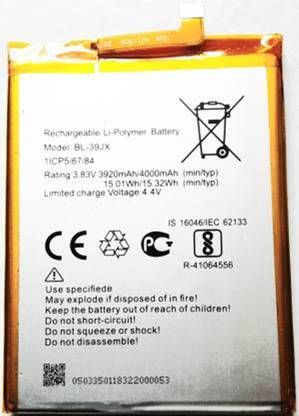 Rechargeable Li-Polymer Battery
Model: BL-39JX
1ICP5/67/84
Rating 3.83V 3920mAh/4000mAh (min/typ)
15.01Wh/15.32Wh (min/typ)
Limited charge Voltage:4.4V
IS 16046/IEC 62133
R-41064556
Use specifiede
May explode if disposed of in fire!
Keep the battery out of reach of children!
Do not short-circuit!
Do not squeeze or shock!
Do not disassemble!
0503350118322000053